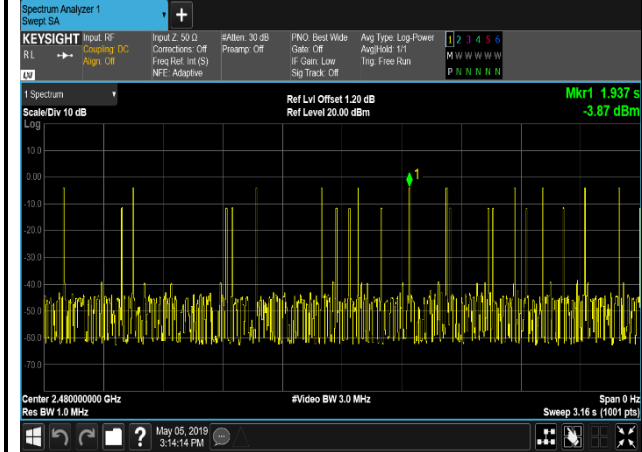 Spectrum Analyzer 1
Swept SA
+
KEYSIGHT Input: RF
RL Coupling: DC
Align: Off
LW
Input Z: 50 Ω
Corrections: Off
Freq Ref: Int (S)
NFE: Adaptive
#Atten: 30 dB
Preamp: Off
PNO: Best Wide
Gate: Off
IF Gain: Low
Sig Track: Off
Avg Type: Log-Power
Avg|Hold: 1/1
Trig: Free Run
1 2 3 4 5 6
M W W W W W
P N N N N N
1 Spectrum
Scale/Div 10 dB
Ref Lvl Offset 1.20 dB
Ref Level 20.00 dBm
Mkr1 1.937 s
-3.87 dBm
Log
10.0
0.00
-10.0
-20.0
-30.0
-40.0
-50.0
-60.0
-70.0
1
Center 2.480000000 GHz
Res BW 1.0 MHz
#Video BW 3.0 MHz
Span 0 Hz
Sweep 3.16 s (1001 pts)
?
May 05, 2019
3:14:14 PM